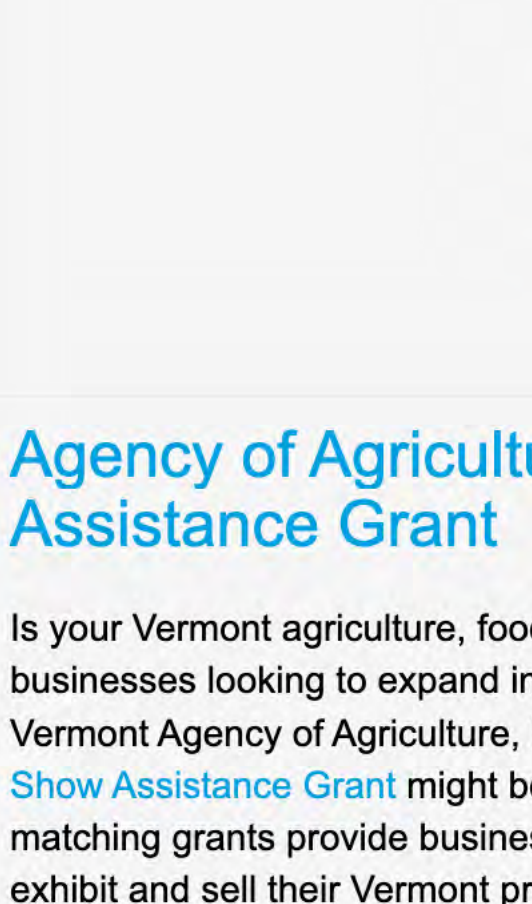 Agency of Agricultu
Assistance Grant
Is your Vermont agriculture, food
businesses looking to expand in
Vermont Agency of Agriculture,
Show Assistance Grant might be
matching grants provide busines
exhibit and sell their Vermont pr